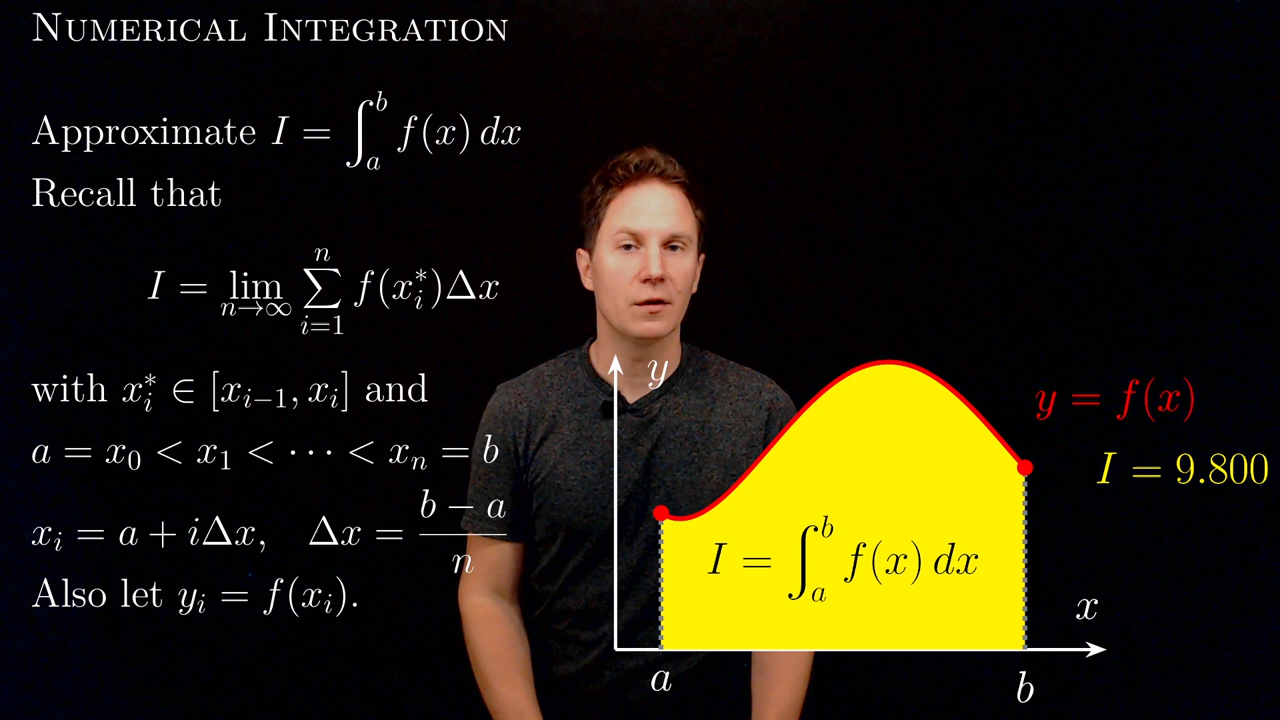 Numerical Integration
Approximate I = ∫_a^b f(x) dx
Recall that
I = lim_{n→∞} ∑_{i=1}^n f(x_i^*)Δx
with x_i^* ∈ [x_{i−1}, x_i] and
a = x_0 < x_1 < ⋯ < x_n = b
x_i = a + iΔx, Δx = (b − a)/n
Also let y_i = f(x_i).
y
y = f(x)
I = 9.800
I = ∫_a^b f(x) dx
x
a
b